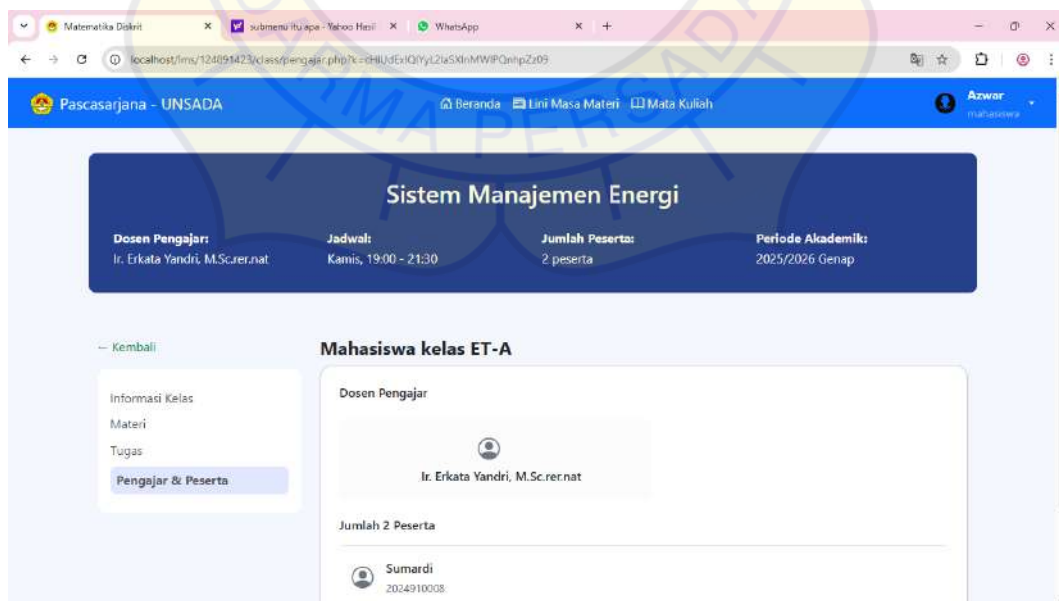 Matematika Diskrit
submenu itu apa - Yahoo Hasil
WhatsApp
Pascasarjana - UNSADA
Beranda
Lini Masa Materi
Mata Kuliah
Azwar
mahasiswa
DARMA PERSADA
Sistem Manajemen Energi
Dosen Pengajar:
Jadwal:
Jumlah Peserta:
Periode Akademik:
Ir. Erkata Yandri, M.Sc.rer.nat
Kamis, 19:00 - 21:30
2 peserta
2025/2026 Genap
← Kembali
Mahasiswa kelas ET-A
Informasi Kelas
Materi
Tugas
Pengajar & Peserta
Dosen Pengajar
Ir. Erkata Yandri, M.Sc.rer.nat
Jumlah 2 Peserta
Sumardi
2024910008